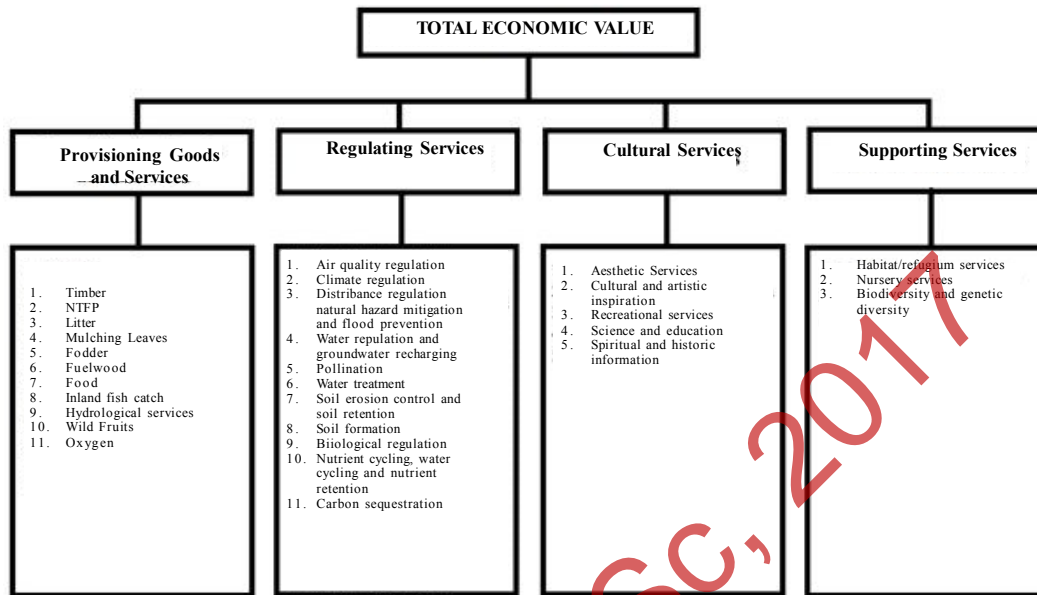 TOTAL ECONOMIC VALUE
Provisioning Goods
and Services
Regulating Services
Cultural Services
Supporting Services
1. Timber
2. NTFP
3. Litter
4. Mulching Leaves
5. Fodder
6. Fuelwood
7. Food
8. Inland fish catch
9. Hydrological services
10. Wild Fruits
11. Oxygen
1. Air quality regulation
2. Climate regulation
3. Distribance regulation
natural hazard mitigation
and flood prevention
4. Water repulation and
groundwater recharging
5. Pollination
6. Water treatment
7. Soil erosion control and
soil retention
8. Soil formation
9. Biiological regulation
10. Nutrient cycling, water
cycling and nutrient
retention
11. Carbon sequestration
1. Aesthetic Services
2. Cultural and artistic
inspiration
3. Recreational services
4. Science and education
5. Spiritual and historic
information
1. Habitat/refugium services
2. Nursery services
3. Biodiversity and genetic
diversity
2017